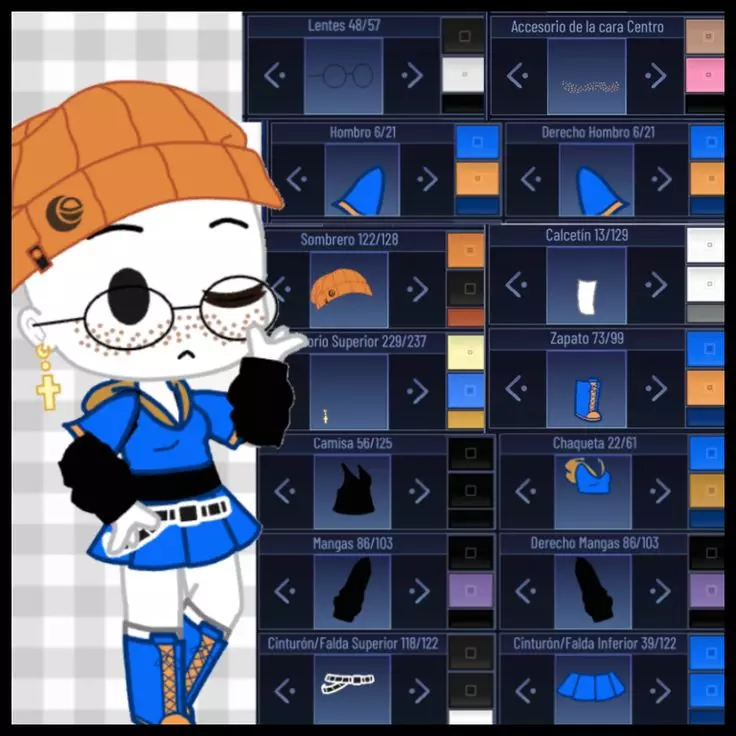 Lentes 48/57
Accesorio de la cara Centro
Hombro 6/21
Derecho Hombro 6/21
Sombrero 122/128
Calcetín 13/129
orio Superior 229/237
Zapato 73/99
Camisa 56/125
Chaqueta 22/61
Mangas 86/103
Derecho Mangas 86/103
Cinturón/Falda Superior 118/122
Cinturón/Falda Inferior 39/122